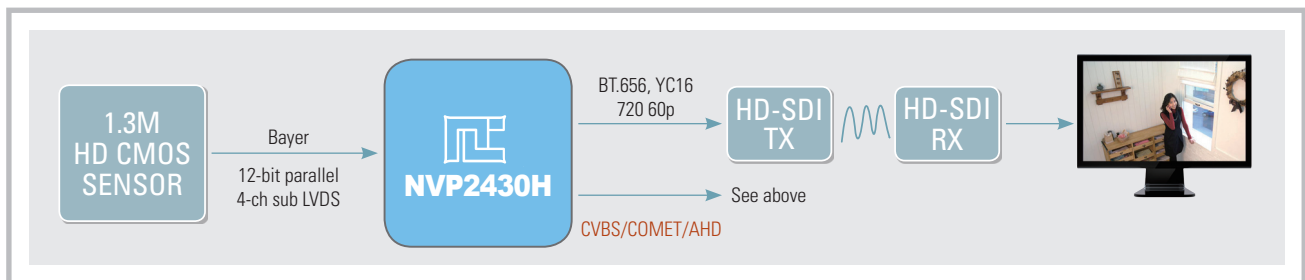 1.3M
HD CMOS
SENSOR
Bayer
12-bit parallel
4-ch sub LVDS
NVP2430H
BT.656, YC16
720 60p
HD-SDI
TX
HD-SDI
RX
See above
CVBS/COMET/AHD